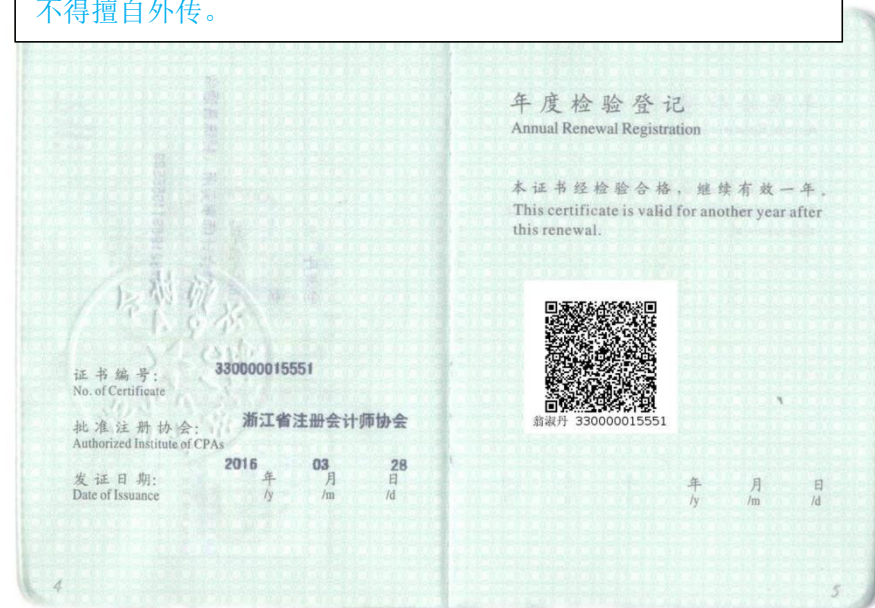 不得擅自外传。
证书编号: 330000015551
No. of Certificate
批准注册协会: 浙江省注册会计师协会
Authorized Institute of CPAs
发证日期: 2016 年 03 月 28 日
Date of Issuance /y /m /d
4
年度检验登记
Annual Renewal Registration
本证书经检验合格，继续有效一年。
This certificate is valid for another year after
this renewal.
翁淑丹 330000015551
年 月 日
/y /m /d
5